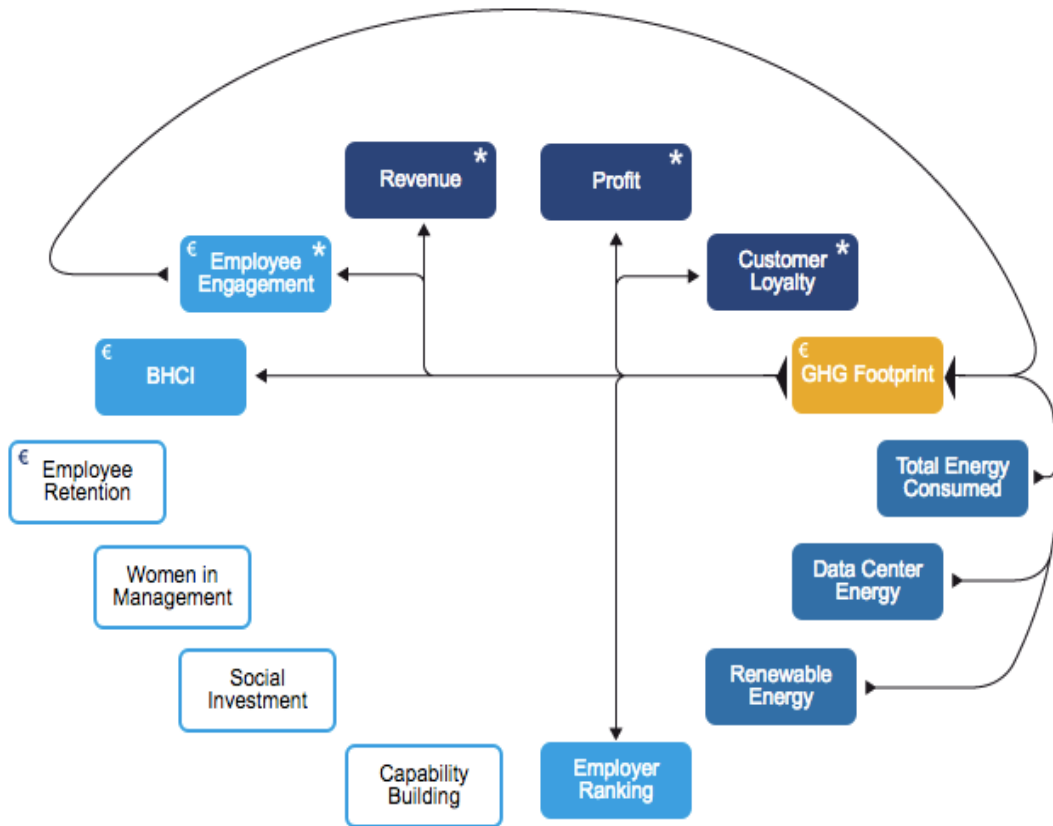 Revenue *
Profit *
€ Employee *
Engagement
Customer *
Loyalty
€
BHCI
€
GHG Footprint
€ Employee
Retention
Total Energy
Consumed
Women in
Management
Data Center
Energy
Social
Investment
Renewable
Energy
Capability
Building
Employer
Ranking